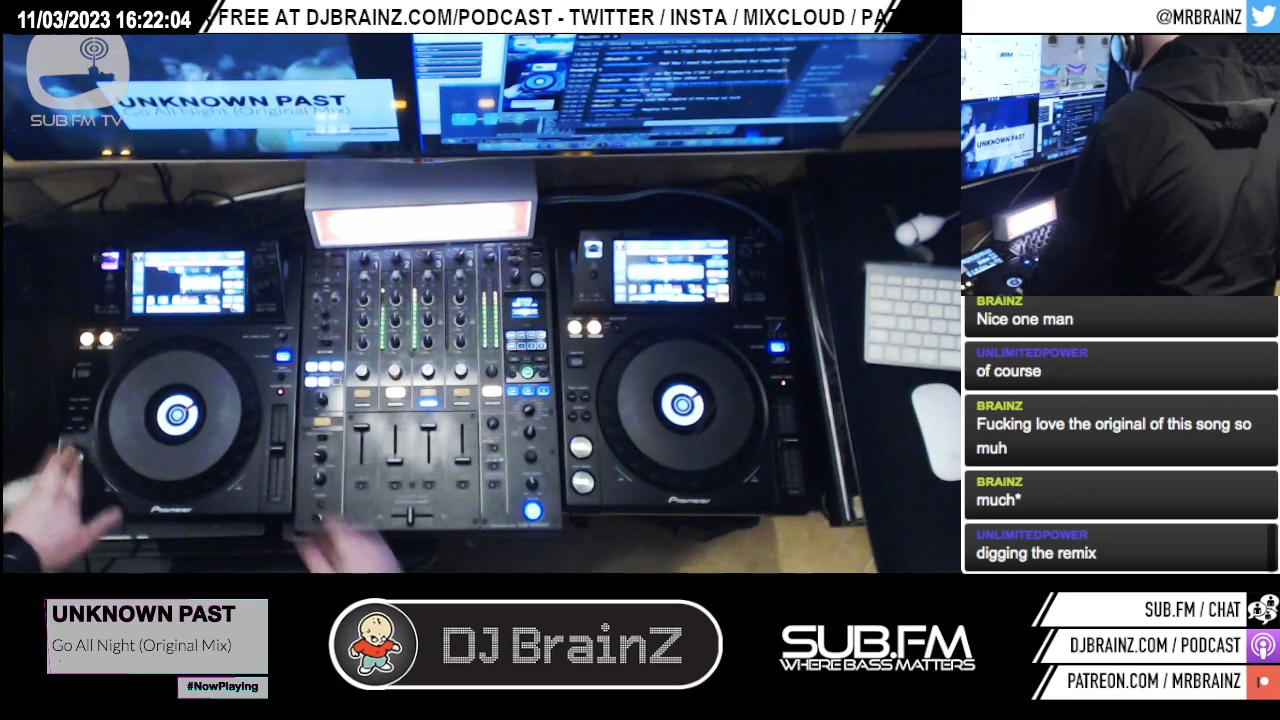 11/03/2023 16:22:04
FREE AT DJBRAINZ.COM/PODCAST - TWITTER / INSTA / MIXCLOUD / PA
@MRBRAINZ
SUB.FM TV
UNKNOWN PAST
Go All Night (Original Mix)
UNKNOWN PAST
BRAINZ
Nice one man
UNLIMITEDPOWER
of course
BRAINZ
Fucking love the original of this song so
muh
BRAINZ
much*
UNLIMITEDPOWER
digging the remix
Pioneer
Pioneer
UNKNOWN PAST
Go All Night (Original Mix)
#NowPlaying
DJ BrainZ
SUB.FM
WHERE BASS MATTERS
SUB.FM / CHAT
DJBRAINZ.COM / PODCAST
PATREON.COM / MRBRAINZ